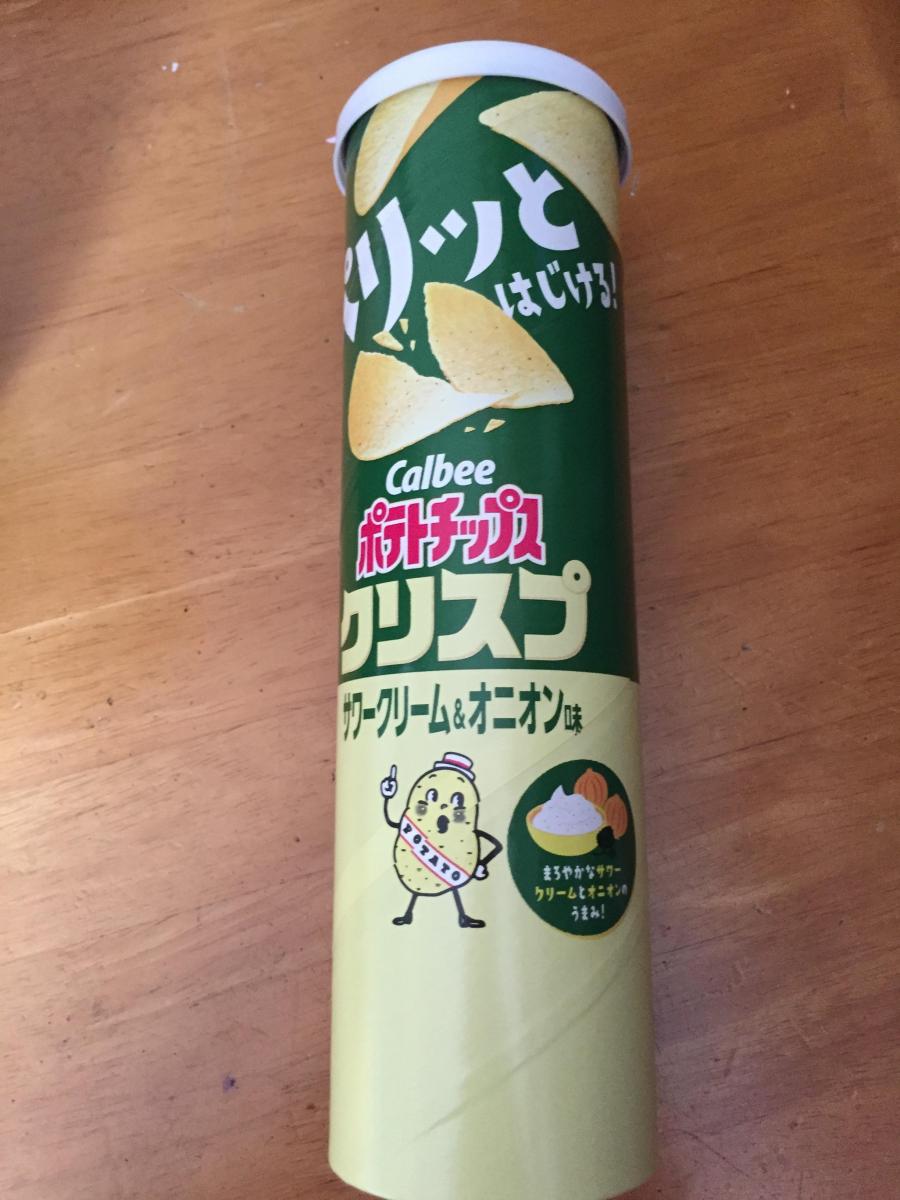 パリッと
はじける!
Calbee
ポテトチップス
クリスプ
サワークリーム&オニオン味
POTATO
まろやかなサワー
クリームとオニオンの
うまみ!